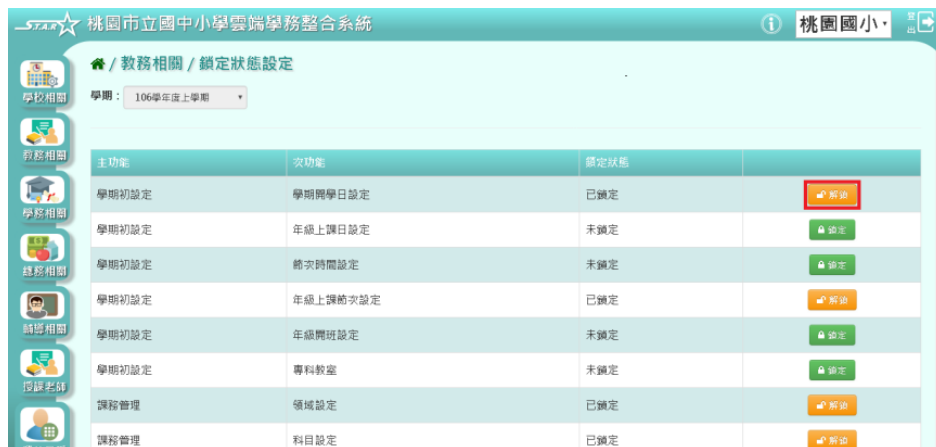 STAR 桃園市立國中小學雲端學務整合系統 桃園國小 登出
/ 教務相關 / 鎖定狀態設定
學校相關
學期： 106學年度上學期
教務相關
主功能 次功能 鎖定狀態
學期初設定 學期開學日設定 已鎖定 解鎖
學務相關
學期初設定 年級上課日設定 未鎖定 鎖定
總務相關
學期初設定 節次時間設定 未鎖定 鎖定
學期初設定 年級上課節次設定 已鎖定 解鎖
輔導相關
學期初設定 年級開班設定 未鎖定 鎖定
學期初設定 專科教室 未鎖定 鎖定
授課老師
課務管理 領域設定 已鎖定 解鎖
課務管理 科目設定 已鎖定 解鎖